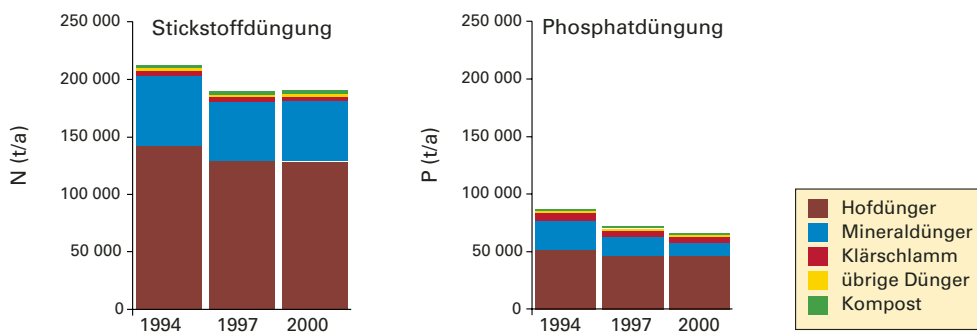 Stickstoffdüngung
N (t/a)
250 000
200 000
150 000
100 000
50 000
0
1994 1997 2000
Phosphatdüngung
P (t/a)
250 000
200 000
150 000
100 000
50 000
0
1994 1997 2000
Hofdünger
Mineraldünger
Klärschlamm
übrige Dünger
Kompost